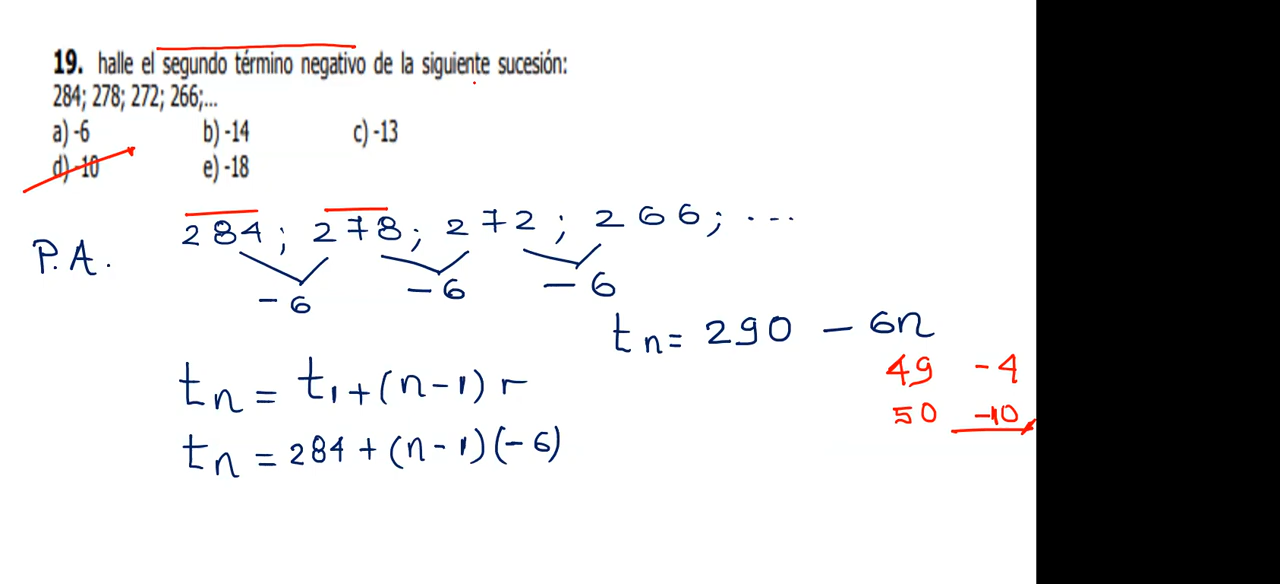 19. halle el segundo término negativo de la siguiente sucesión:
284; 278; 272; 266;...
a) -6 b) -14 c) -13
d) -10 e) -18
284; 278; 272; 266; ...
P.A.
-6 -6 -6
tn = 290 - 6n
49 -4
50 -10
tn = t1 + (n-1) r
tn = 284 + (n-1)(-6)